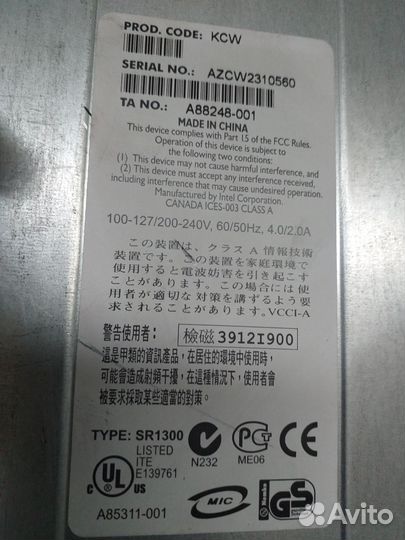 PROD. CODE: KCW
SERIAL NO.: AZCW2310560
TA NO.: A88248-001
MADE IN CHINA
This device complies with Part 15 of the FCC Rules.
Operation of this device is subject to
the following two conditions:
(1) This device may not cause harmful interference, and
(2) This device must accept any interference received,
including interference that may cause undesired operation.
Manufactured by Intel Corporation.
CANADA ICES-003 CLASS A
100-127/200-240V, 60/50Hz, 4.0/2.0A
この装置は、クラス A 情報技術
装置です。この装置を家庭環境で
使用すると電波妨害を引き起こす
ことがあります。この場合には使
用者が適切な対策を講ずるよう要
求されることがあります。VCCI-A
警告使用者: 檢磁 3912I900
這是甲類的資訊產品，在居住的環境中使用時，
可能會造成射頻干擾，在這種情況下，使用者會
被要求採取某些適當的對策。
TYPE: SR1300
LISTED
ITE
E139761
N232
ME06
C UL US
MIC
GS
A85311-001
Avito